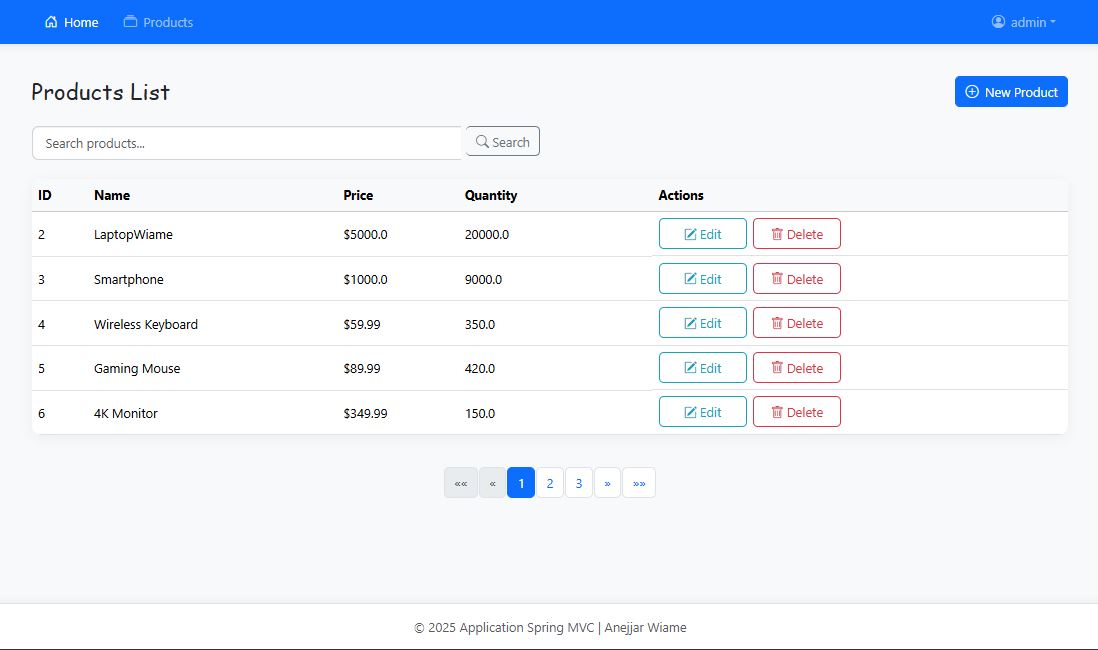 Home Products admin
Products List
New Product
Search products...
Search
ID Name Price Quantity Actions
2 LaptopWiame $5000.0 20000.0 Edit Delete
3 Smartphone $1000.0 9000.0 Edit Delete
4 Wireless Keyboard $59.99 350.0 Edit Delete
5 Gaming Mouse $89.99 420.0 Edit Delete
6 4K Monitor $349.99 150.0 Edit Delete
«« « 1 2 3 » »»
© 2025 Application Spring MVC | Anejjar Wiame